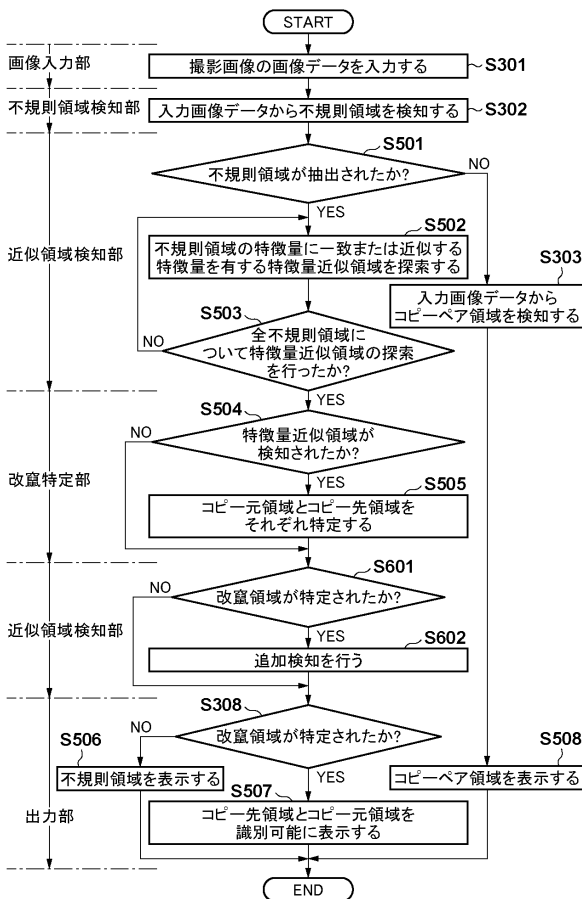 START
画像入力部
撮影画像の画像データを入力する
S301
不規則領域検知部
入力画像データから不規則領域を検知する
S302
S501
不規則領域が抽出されたか?
NO
YES
近似領域検知部
S502
不規則領域の特徴量に一致または近似する
特徴量を有する特徴量近似領域を探索する
S303
入力画像データから
コピーペア領域を検知する
S503
全不規則領域に
ついて特徴量近似領域の探索
を行ったか?
NO
YES
改竄特定部
S504
特徴量近似領域が
検知されたか?
NO
YES
S505
コピー元領域とコピー先領域を
それぞれ特定する
近似領域検知部
S601
改竄領域が特定されたか?
NO
YES
S602
追加検知を行う
出力部
S308
改竄領域が特定されたか?
NO
YES
S506
不規則領域を表示する
S508
コピーペア領域を表示する
S507
コピー先領域とコピー元領域を
識別可能に表示する
END